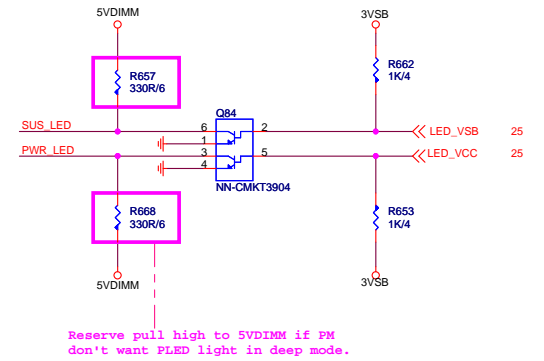 5VDIMM
3VSB
R657
330R/6
R662
1K/4
Q84
SUS_LED
6
2
LED_VSB
25
1
PWR_LED
3
5
LED_VCC
25
4
NN-CMKT3904
R668
330R/6
R653
1K/4
5VDIMM
3VSB
Reserve pull high to 5VDIMM if PM
don't want PLED light in deep mode.